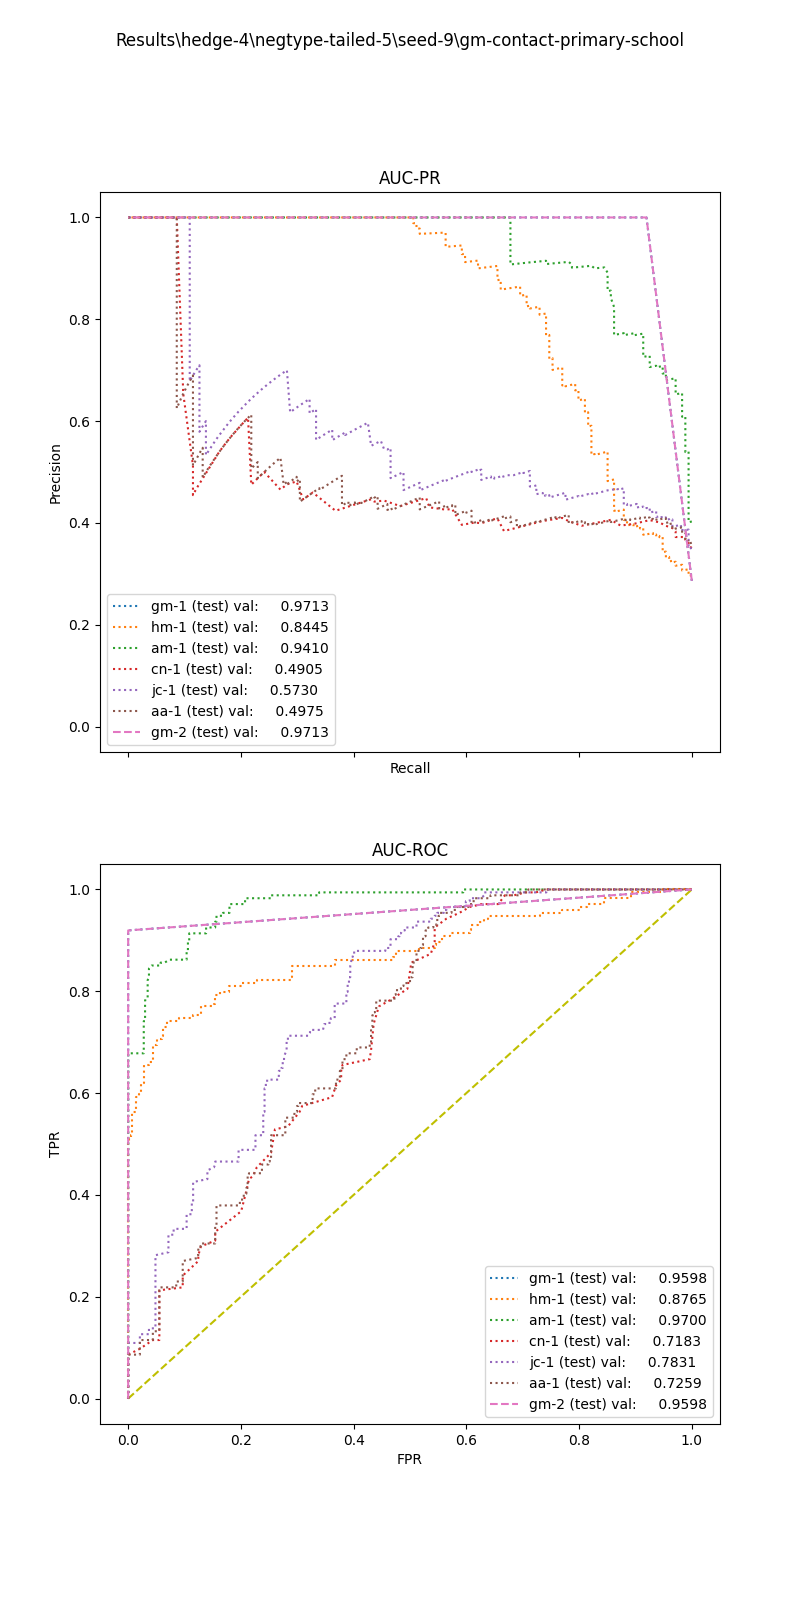 Results\hedge-4\negtype-tailed-5\seed-9\gm-contact-primary-school
AUC-PR
1.0
0.8
0.6
0.4
0.2
0.0
Precision
gm-1 (test) val: 0.9713
hm-1 (test) val: 0.8445
am-1 (test) val: 0.9410
cn-1 (test) val: 0.4905
jc-1 (test) val: 0.5730
aa-1 (test) val: 0.4975
gm-2 (test) val: 0.9713
Recall
AUC-ROC
1.0
0.8
0.6
0.4
0.2
0.0
TPR
gm-1 (test) val: 0.9598
hm-1 (test) val: 0.8765
am-1 (test) val: 0.9700
cn-1 (test) val: 0.7183
jc-1 (test) val: 0.7831
aa-1 (test) val: 0.7259
gm-2 (test) val: 0.9598
0.0 0.2 0.4 0.6 0.8 1.0
FPR